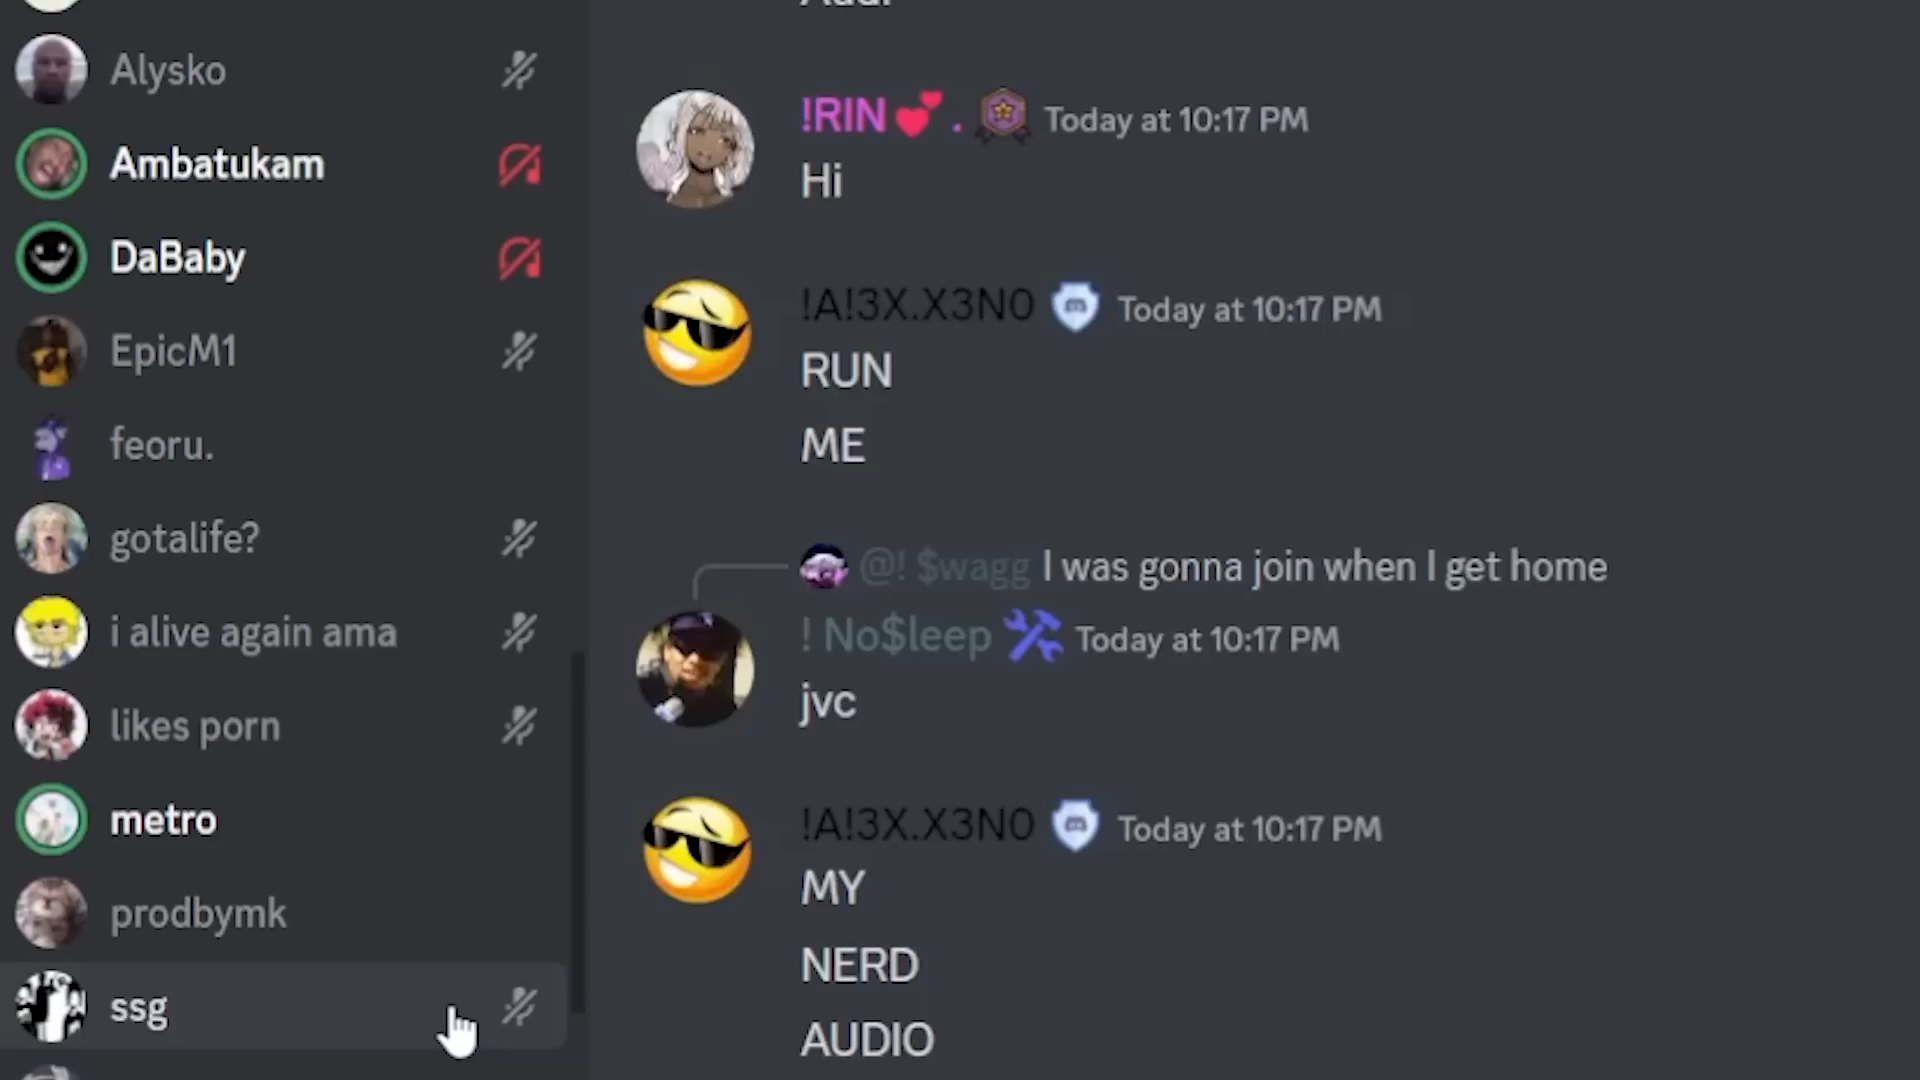 Alysko
Ambatukam
DaBaby
EpicM1
feoru.
gotalife?
i alive again ama
likes porn
metro
prodbymk
ssg
!RIN💕. Today at 10:17 PM
Hi
!A!3X.X3N0 Today at 10:17 PM
RUN
ME
@! $wagg I was gonna join when I get home
! No$leep Today at 10:17 PM
jvc
!A!3X.X3N0 Today at 10:17 PM
MY
NERD
AUDIO